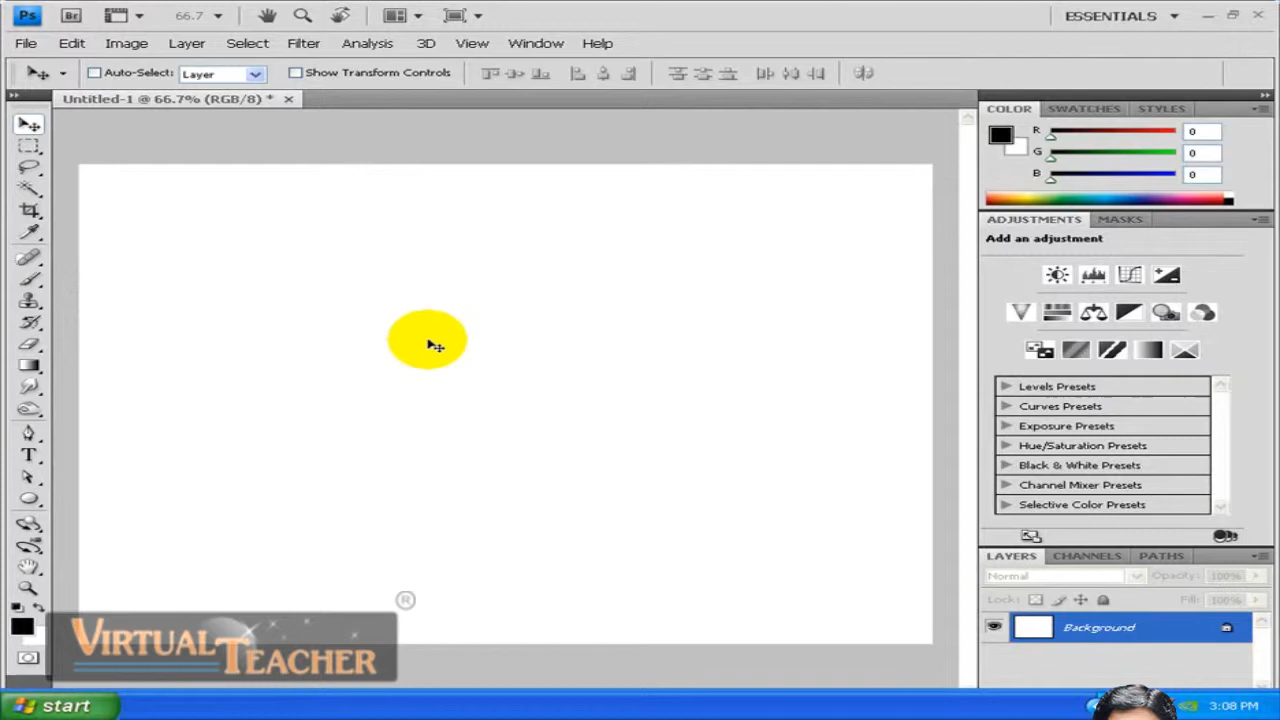 Ps Br 66.7 ESSENTIALS
File Edit Image Layer Select Filter Analysis 3D View Window Help
Auto-Select: Layer Show Transform Controls
Untitled-1 @ 66.7% (RGB/8) *
COLOR SWATCHES STYLES
R 0
G 0
B 0
ADJUSTMENTS MASKS
Add an adjustment
Levels Presets
Curves Presets
Exposure Presets
Hue/Saturation Presets
Black & White Presets
Channel Mixer Presets
Selective Color Presets
LAYERS CHANNELS PATHS
Normal Opacity: 100%
Lock: Fill: 100%
Background
T
®
VIRTUAL TEACHER
start 3:08 PM